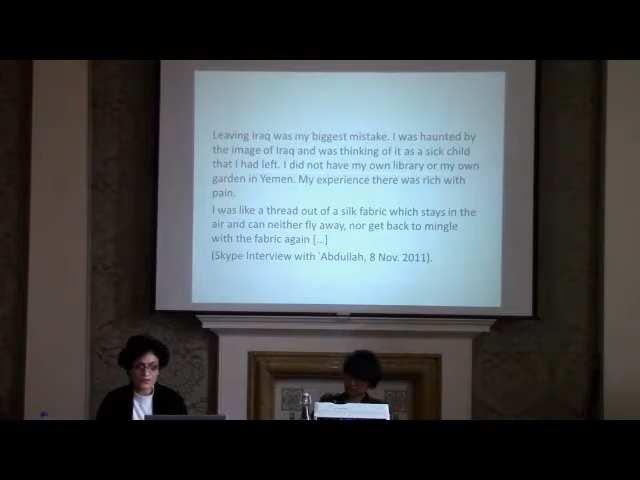 Leaving Iraq was my biggest mistake. I was haunted by
the image of Iraq and was thinking of it as a sick child
that I had left. I did not have my own library or my own
garden in Yemen. My experience there was rich with
pain.
I was like a thread out of a silk fabric which stays in the
air and can neither fly away, nor get back to mingle
with the fabric again […]
(Skype Interview with `Abdullah, 8 Nov. 2011).